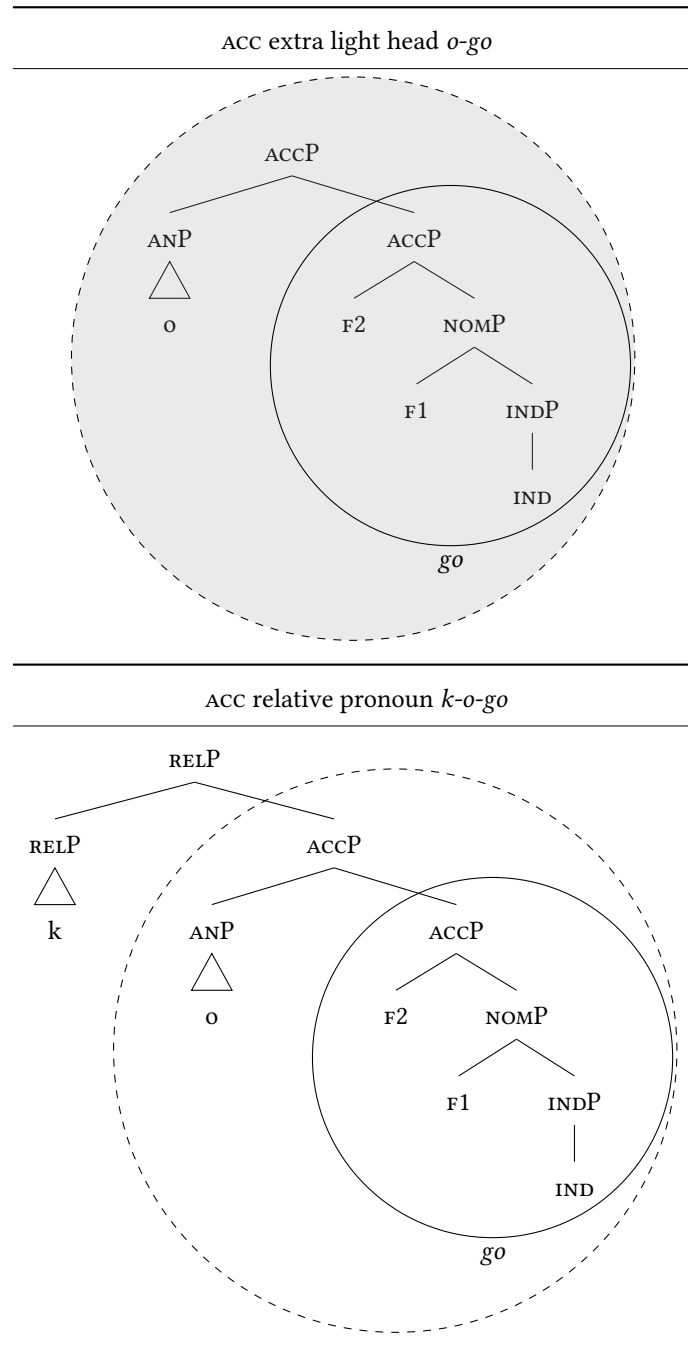 ACC extra light head o-go
ACCP
ANP ACCP
o F2 NOMP
F1 INDP
IND
go
ACC relative pronoun k-o-go
RELP
RELP ACCP
k ANP ACCP
o F2 NOMP
F1 INDP
IND
go